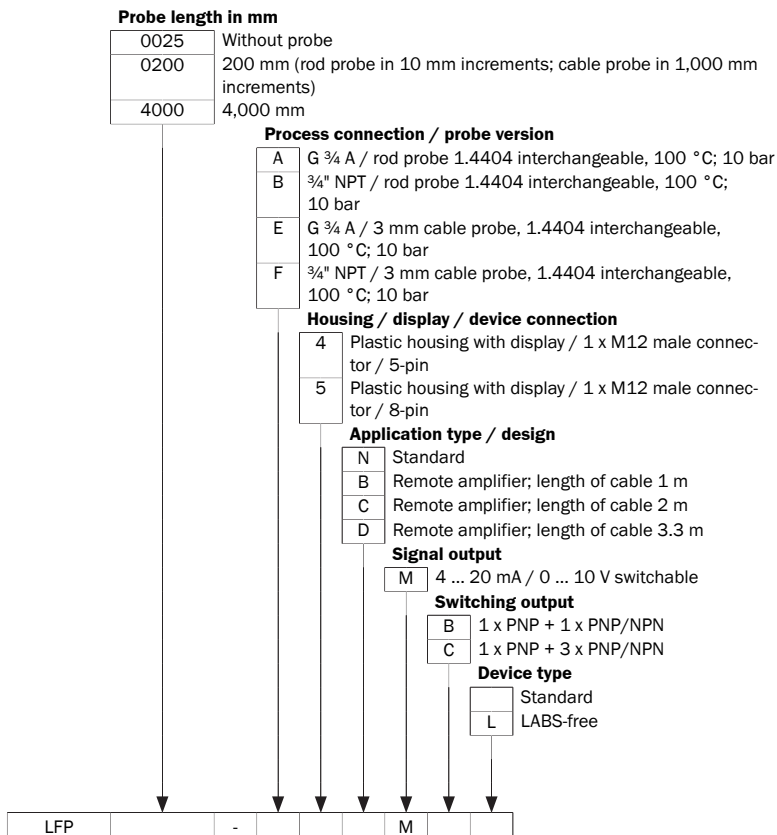 Probe length in mm
0025 Without probe
0200 200 mm (rod probe in 10 mm increments; cable probe in 1,000 mm
increments)
4000 4,000 mm
Process connection / probe version
A G ¾ A / rod probe 1.4404 interchangeable, 100 °C; 10 bar
B ¾" NPT / rod probe 1.4404 interchangeable, 100 °C;
10 bar
E G ¾ A / 3 mm cable probe, 1.4404 interchangeable,
100 °C; 10 bar
F ¾" NPT / 3 mm cable probe, 1.4404 interchangeable,
100 °C; 10 bar
Housing / display / device connection
4 Plastic housing with display / 1 x M12 male connec-
tor / 5-pin
5 Plastic housing with display / 1 x M12 male connec-
tor / 8-pin
Application type / design
N Standard
B Remote amplifier; length of cable 1 m
C Remote amplifier; length of cable 2 m
D Remote amplifier; length of cable 3.3 m
Signal output
M 4 ... 20 mA / 0 ... 10 V switchable
Switching output
B 1 x PNP + 1 x PNP/NPN
C 1 x PNP + 3 x PNP/NPN
Device type
Standard
L LABS-free
LFP - M